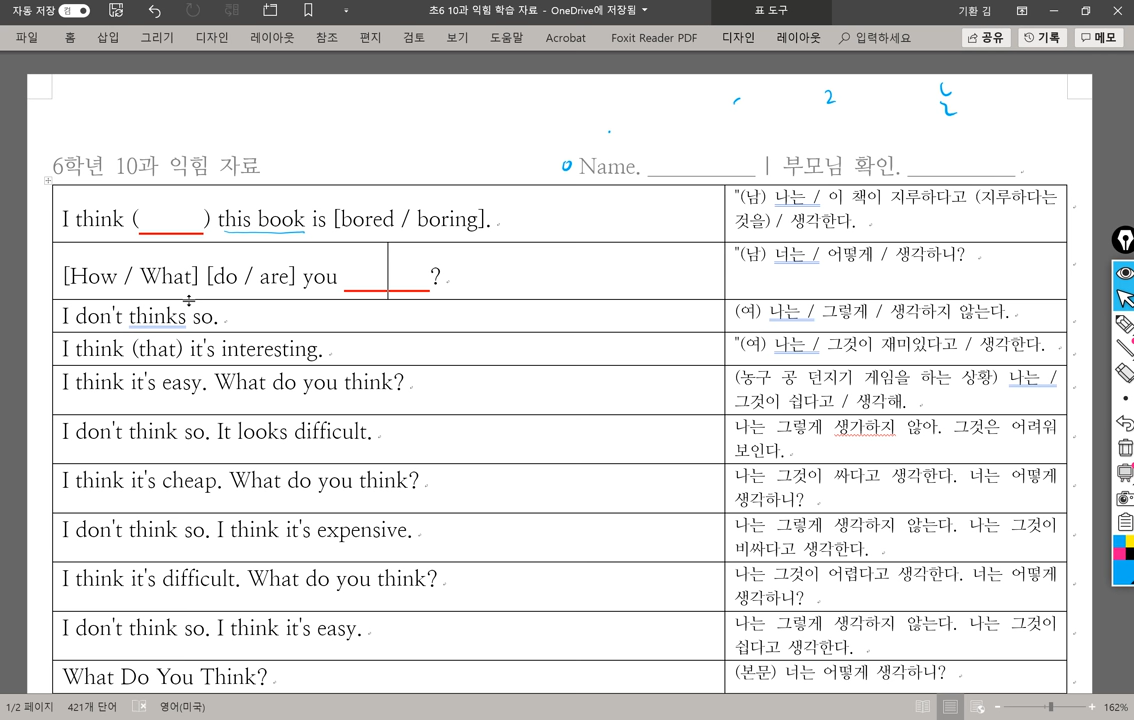 자동 저장 켬 초6 10과 익힘 학습 자료 - OneDrive에 저장됨 표 도구 기환 김
파일 홈 삽입 그리기 디자인 레이아웃 참조 편지 검토 보기 도움말 Acrobat Foxit Reader PDF 디자인 레이아웃 입력하세요 공유 기록 메모
2 는
6학년 10과 익힘 자료 Name. __________ | 부모님 확인. __________
I think (______) this book is [bored / boring].
"(남) 나는 / 이 책이 지루하다고 (지루하다는
것을) / 생각한다.
[How / What] [do / are] you ________?
"(남) 너는 / 어떻게 / 생각하니?
I don't thinks so.
(여) 나는 / 그렇게 / 생각하지 않는다.
I think (that) it's interesting.
"(여) 나는 / 그것이 재미있다고 / 생각한다.
I think it's easy. What do you think?
(농구 공 던지기 게임을 하는 상황) 나는 /
그것이 쉽다고 / 생각해.
I don't think so. It looks difficult.
나는 그렇게 생가하지 않아. 그것은 어려워
보인다.
I think it's cheap. What do you think?
나는 그것이 싸다고 생각한다. 너는 어떻게
생각하니?
I don't think so. I think it's expensive.
나는 그렇게 생각하지 않는다. 나는 그것이
비싸다고 생각한다.
I think it's difficult. What do you think?
나는 그것이 어렵다고 생각한다. 너는 어떻게
생각하니?
I don't think so. I think it's easy.
나는 그렇게 생각하지 않는다. 나는 그것이
쉽다고 생각한다.
What Do You Think?
(본문) 너는 어떻게 생각하니?
1/2 페이지 421개 단어 영어(미국) 162%